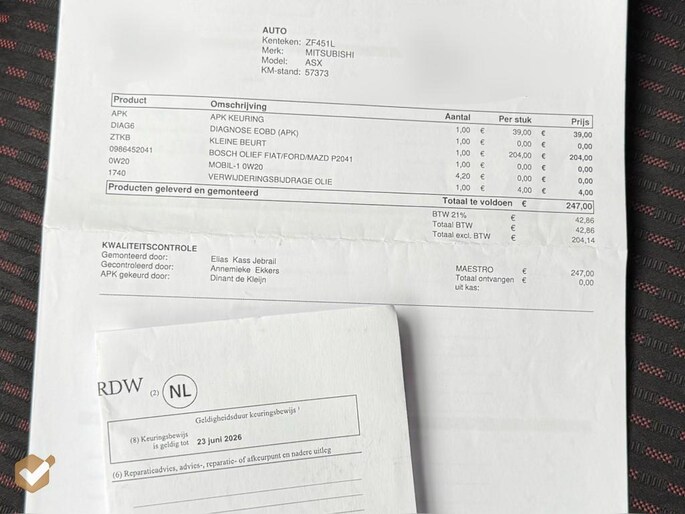 AUTO
Kenteken: ZF451L
Merk: MITSUBISHI
Model: ASX
KM-stand: 57373
Product Omschrijving Aantal Per stuk Prijs
APK APK KEURING 1,00 € 39,00 € 39,00
DIAG6 DIAGNOSE EOBD (APK) 1,00 € 0,00 € 0,00
ZTKB KLEINE BEURT 1,00 € 204,00 € 204,00
0986452041 BOSCH OLIEF FIAT/FORD/MAZD P2041 1,00 € 0,00 € 0,00
0W20 MOBIL-1 0W20 4,20 € 0,00 € 0,00
1740 VERWIJDERINGSBIJDRAGE OLIE 1,00 € 4,00 € 4,00
Producten geleverd en gemonteerd Totaal te voldoen € 247,00
BTW 21% € 42,86
Totaal BTW € 42,86
Totaal excl. BTW € 204,14
KWALITEITSCONTROLE
Gemonteerd door: Elias Kass Jebrail
Gecontroleerd door: Annemieke Ekkers
APK gekeurd door: Dinant de Kleijn
MAESTRO € 247,00
Totaal ontvangen € 0,00
uit kas:
RDW (2) NL
Geldigheidsduur keuringsbewijs
(8) Keuringsbewijs
is geldig tot 23 juni 2026
(6) Reparatieadvies, advies-, reparatie- of afkeurpunt en nadere uitleg